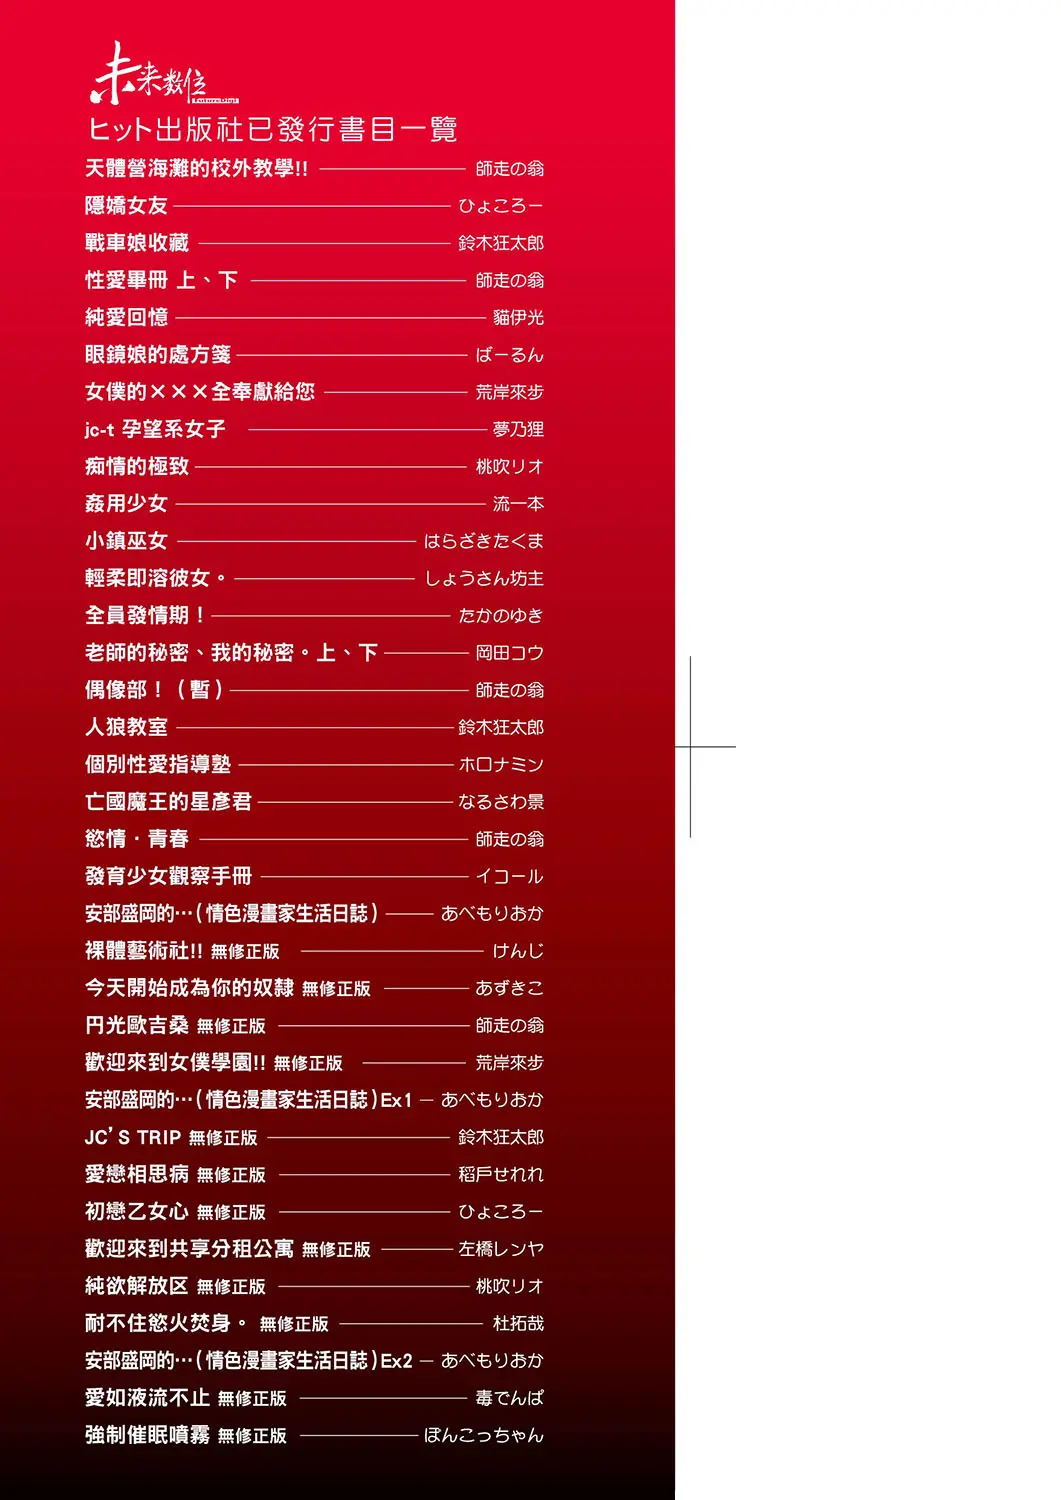 未来數位
FutureDigi
ヒット出版社已發行書目一覽
天體營海灘的校外教學!! 師走の翁
隱嬌女友 ひょころー
戰車娘收藏 鈴木狂太郎
性愛畢冊 上、下 師走の翁
純愛回憶 貓伊光
眼鏡娘的處方箋 ばーるん
女僕的×××全奉獻給您 荒岸來步
jc-t 孕望系女子 夢乃狸
痴情的極致 桃吹リオ
姦用少女 流一本
小鎮巫女 はらざきたくま
輕柔即溶彼女。 しょうさん坊主
全員發情期！ たかのゆき
老師的秘密、我的秘密。上、下 岡田コウ
偶像部！（暫） 師走の翁
人狼教室 鈴木狂太郎
個別性愛指導塾 ホロナミン
亡國魔王的星彥君 なるさわ景
慾情·青春 師走の翁
發育少女觀察手冊 イコール
安部盛岡的…（情色漫畫家生活日誌） あべもりおか
裸體藝術社!! 無修正版 けんじ
今天開始成為你的奴隸 無修正版 あずきこ
円光歐吉桑 無修正版 師走の翁
歡迎來到女僕學園!! 無修正版 荒岸來步
安部盛岡的…（情色漫畫家生活日誌）Ex1 あべもりおか
JC'S TRIP 無修正版 鈴木狂太郎
愛戀相思病 無修正版 稻戶せれれ
初戀乙女心 無修正版 ひょころー
歡迎來到共享分租公寓 無修正版 左橋レンヤ
純欲解放区 無修正版 桃吹リオ
耐不住慾火焚身。 無修正版 杜拓哉
安部盛岡的…（情色漫畫家生活日誌）Ex2 あべもりおか
愛如液流不止 無修正版 毒でんぱ
強制催眠噴霧 無修正版 ぽんこっちゃん